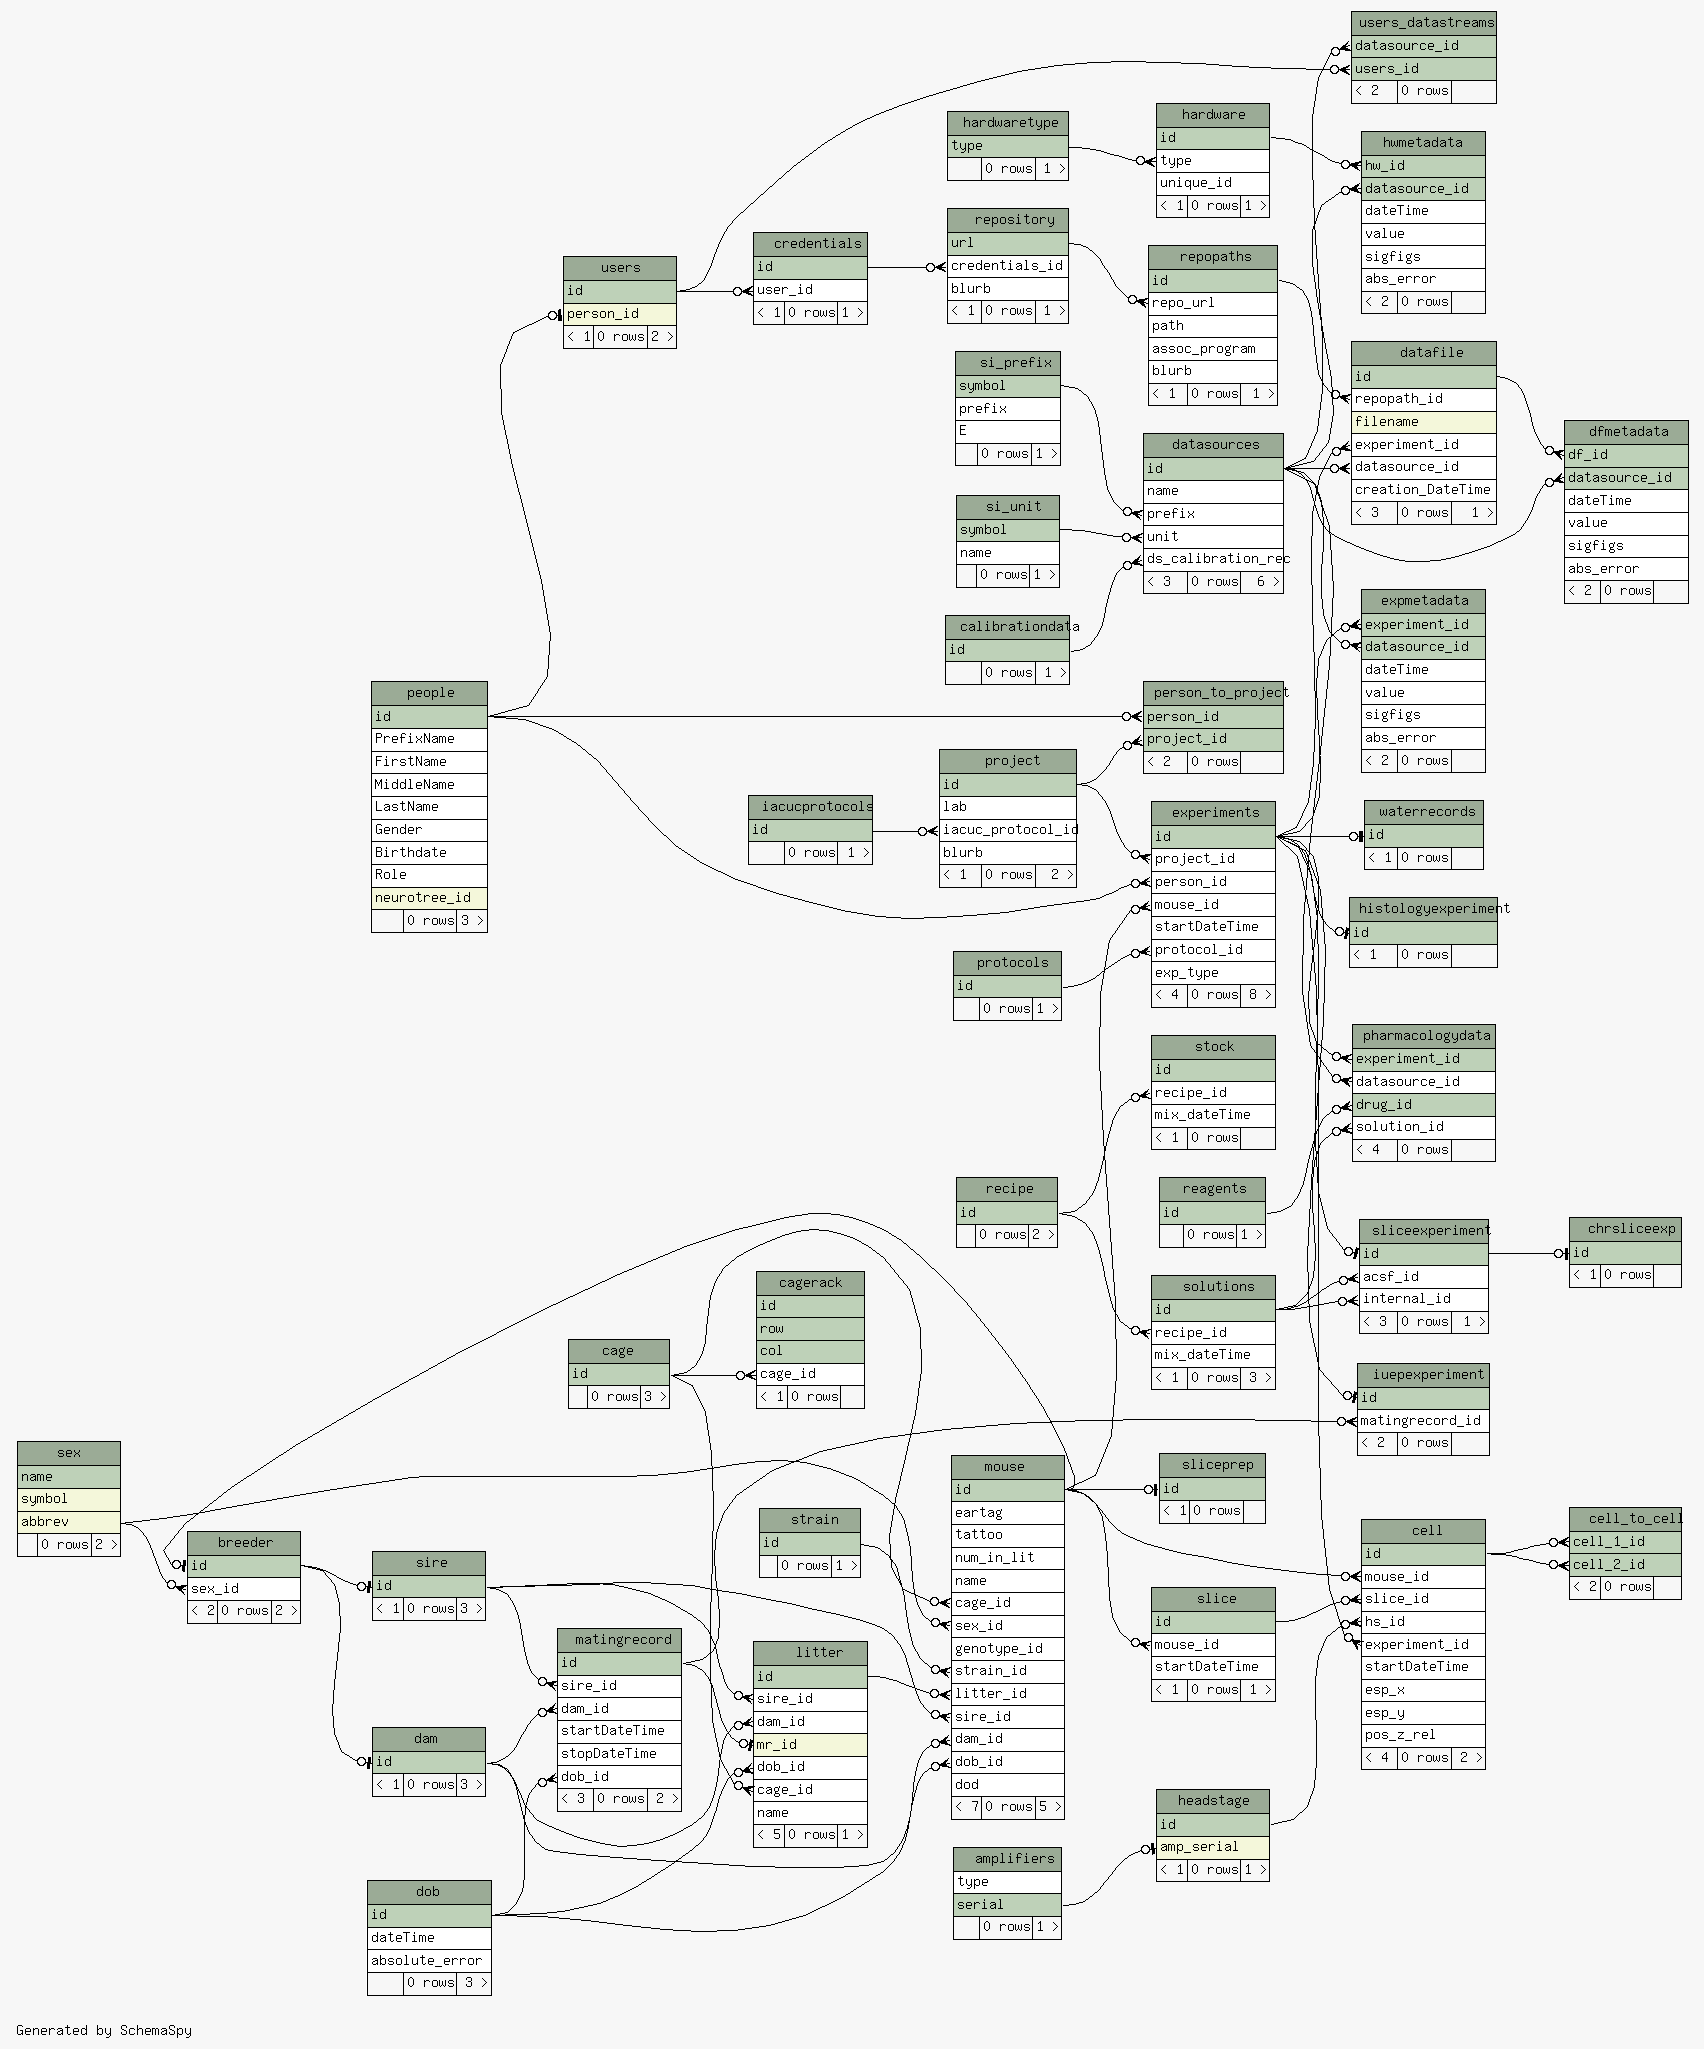 users_datastreams
datasource_id
users_id
< 2 0 rows
hardwaretype
type
0 rows 1 >
hardware
id
type
unique_id
< 1 0 rows 1 >
hwmetadata
hw_id
datasource_id
dateTime
value
sigfigs
abs_error
< 2 0 rows
users
id
person_id
< 1 0 rows 2 >
credentials
id
user_id
< 1 0 rows 1 >
repository
url
credentials_id
blurb
< 1 0 rows 1 >
repopaths
id
repo_url
path
assoc_program
blurb
< 1 0 rows 1 >
datafile
id
repopath_id
filename
experiment_id
datasource_id
creation_DateTime
< 3 0 rows 1 >
dfmetadata
df_id
datasource_id
dateTime
value
sigfigs
abs_error
< 2 0 rows
si_prefix
symbol
prefix
E
0 rows 1 >
si_unit
symbol
name
0 rows 1 >
datasources
id
name
prefix
unit
ds_calibration_rec
< 3 0 rows 6 >
calibrationdata
id
0 rows 1 >
expmetadata
experiment_id
datasource_id
dateTime
value
sigfigs
abs_error
< 2 0 rows
people
id
PrefixName
FirstName
MiddleName
LastName
Gender
Birthdate
Role
neurotree_id
0 rows 3 >
person_to_project
person_id
project_id
< 2 0 rows
iacucprotocols
id
0 rows 1 >
project
id
lab
iacuc_protocol_id
blurb
< 1 0 rows 2 >
experiments
id
project_id
person_id
mouse_id
startDateTime
protocol_id
exp_type
< 4 0 rows 8 >
waterrecords
id
< 1 0 rows
histologyexperiment
id
< 1 0 rows
protocols
id
0 rows 1 >
stock
id
recipe_id
mix_dateTime
< 1 0 rows
pharmacologydata
experiment_id
datasource_id
drug_id
solution_id
< 4 0 rows
recipe
id
0 rows 2 >
reagents
id
0 rows 1 >
solutions
id
recipe_id
mix_dateTime
< 1 0 rows 3 >
sliceexperiment
id
acsf_id
internal_id
< 3 0 rows 1 >
chrsliceexp
id
< 1 0 rows
cage
id
0 rows 3 >
cagerack
id
row
col
cage_id
< 1 0 rows
iuepexperiment
id
matingrecord_id
< 2 0 rows
sex
name
symbol
abbrev
0 rows 2 >
breeder
id
sex_id
< 2 0 rows 2 >
sire
id
< 1 0 rows 3 >
dam
id
< 1 0 rows 3 >
dob
id
dateTime
absolute_error
0 rows 3 >
matingrecord
id
sire_id
dam_id
startDateTime
stopDateTime
dob_id
< 3 0 rows 2 >
strain
id
0 rows 1 >
litter
id
sire_id
dam_id
mr_id
dob_id
cage_id
name
< 5 0 rows 1 >
mouse
id
eartag
tattoo
num_in_lit
name
cage_id
sex_id
genotype_id
strain_id
litter_id
sire_id
dam_id
dob_id
dod
< 7 0 rows 5 >
sliceprep
id
< 1 0 rows
slice
id
mouse_id
startDateTime
< 1 0 rows 1 >
cell
id
mouse_id
slice_id
hs_id
experiment_id
startDateTime
esp_x
esp_y
pos_z_rel
< 4 0 rows 2 >
cell_to_cell
cell_1_id
cell_2_id
< 2 0 rows
amplifiers
type
serial
0 rows 1 >
headstage
id
amp_serial
< 1 0 rows 1 >
Generated by SchemaSpy